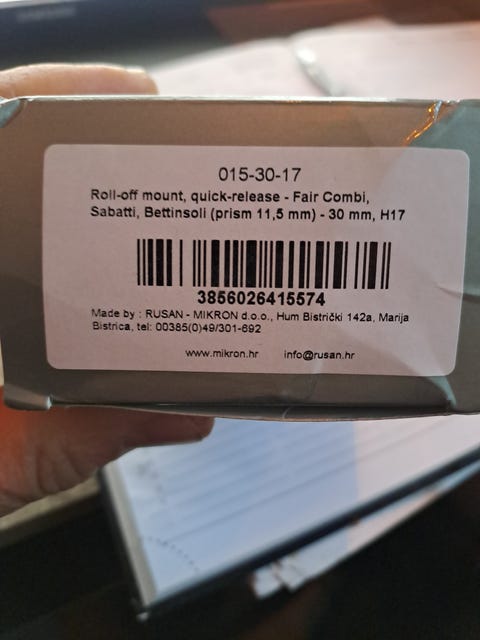 015-30-17
Roll-off mount, quick-release - Fair Combi,
Sabatti, Bettinsoli (prism 11,5 mm) - 30 mm, H17
3856026415574
Made by : RUSAN - MIKRON d.o.o., Hum Bistrički 142a, Marija
Bistrica, tel: 00385(0)49/301-692
www.mikron.hr info@rusan.hr